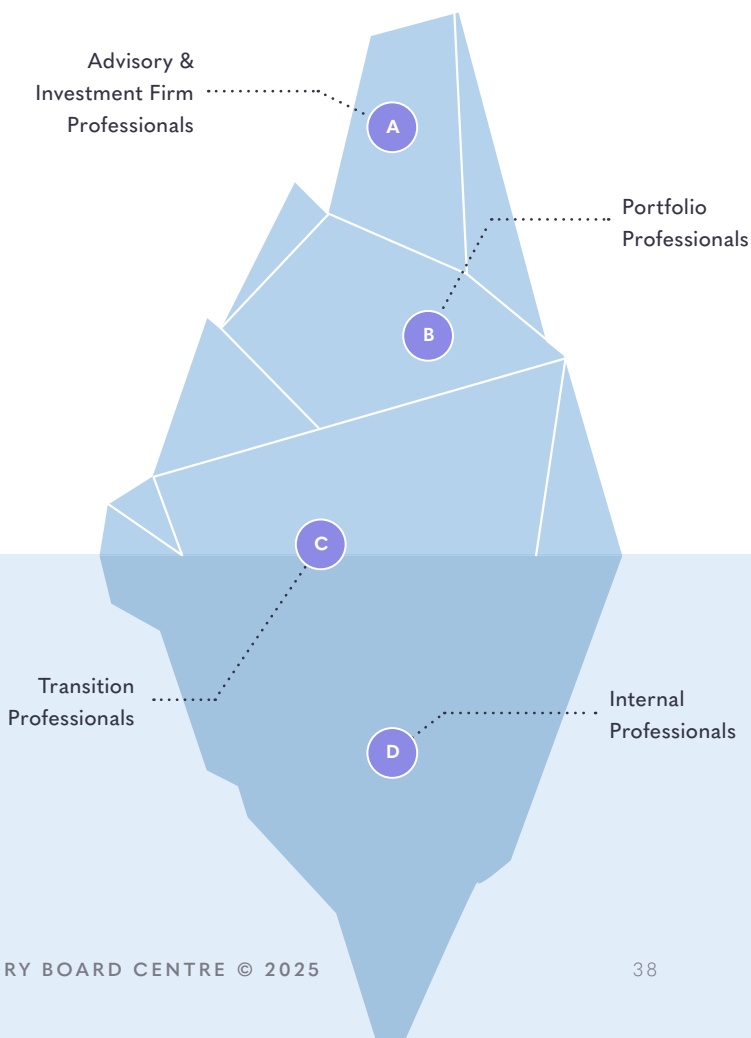 Advisory &
Investment Firm
Professionals
A
Portfolio
Professionals
B
C
Transition
Professionals
Internal
Professionals
D
RY BOARD CENTRE © 2025
38